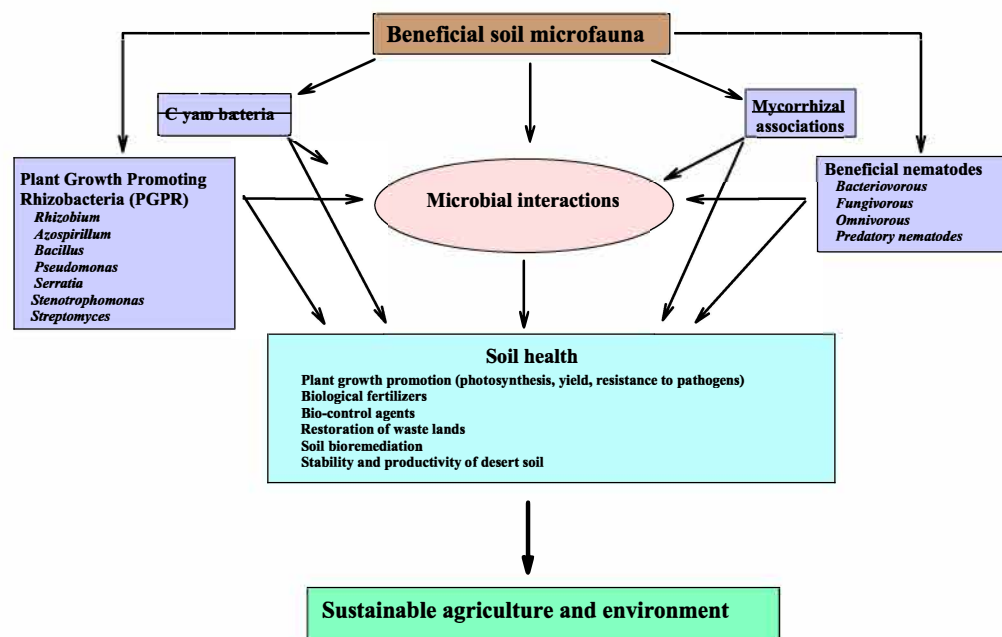 Beneficial soil microfauna
C yano bacteria
Mycorrhizal
associations
Plant Growth Promoting
Rhizobacteria (PGPR)
Rhizobium
Azospirillum
Bacillus
Pseudomonas
Serratia
Stenotrophomonas
Streptomyces
Microbial interactions
Beneficial nematodes
Bacteriovorous
Fungivorous
Omnivorous
Predatory nematodes
Soil health
Plant growth promotion (photosynthesis, yield, resistance to pathogens)
Biological fertilizers
Bio-control agents
Restoration of waste lands
Soil bioremediation
Stability and productivity of desert soil
Sustainable agriculture and environment